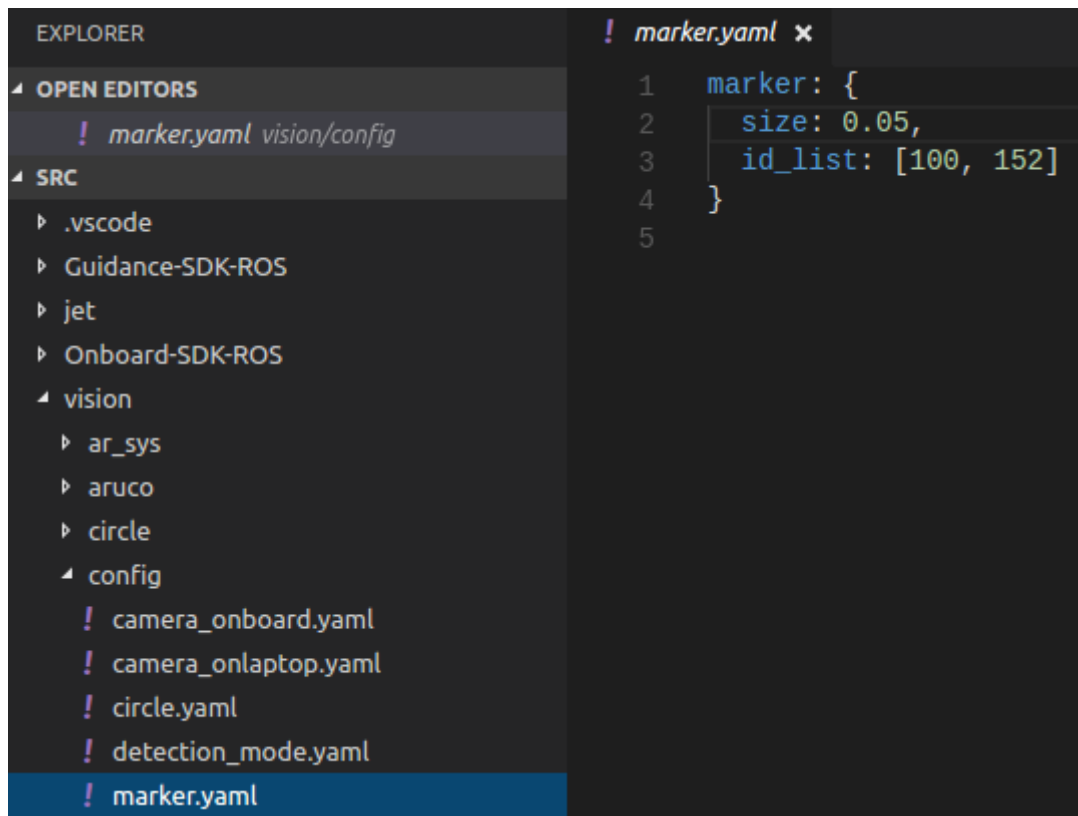 EXPLORER
OPEN EDITORS
! marker.yaml vision/config
SRC
.vscode
Guidance-SDK-ROS
jet
Onboard-SDK-ROS
vision
ar_sys
aruco
circle
config
! camera_onboard.yaml
! camera_onlaptop.yaml
! circle.yaml
! detection_mode.yaml
! marker.yaml
! marker.yaml ×
1 marker: {
2 size: 0.05,
3 id_list: [100, 152]
4 }
5